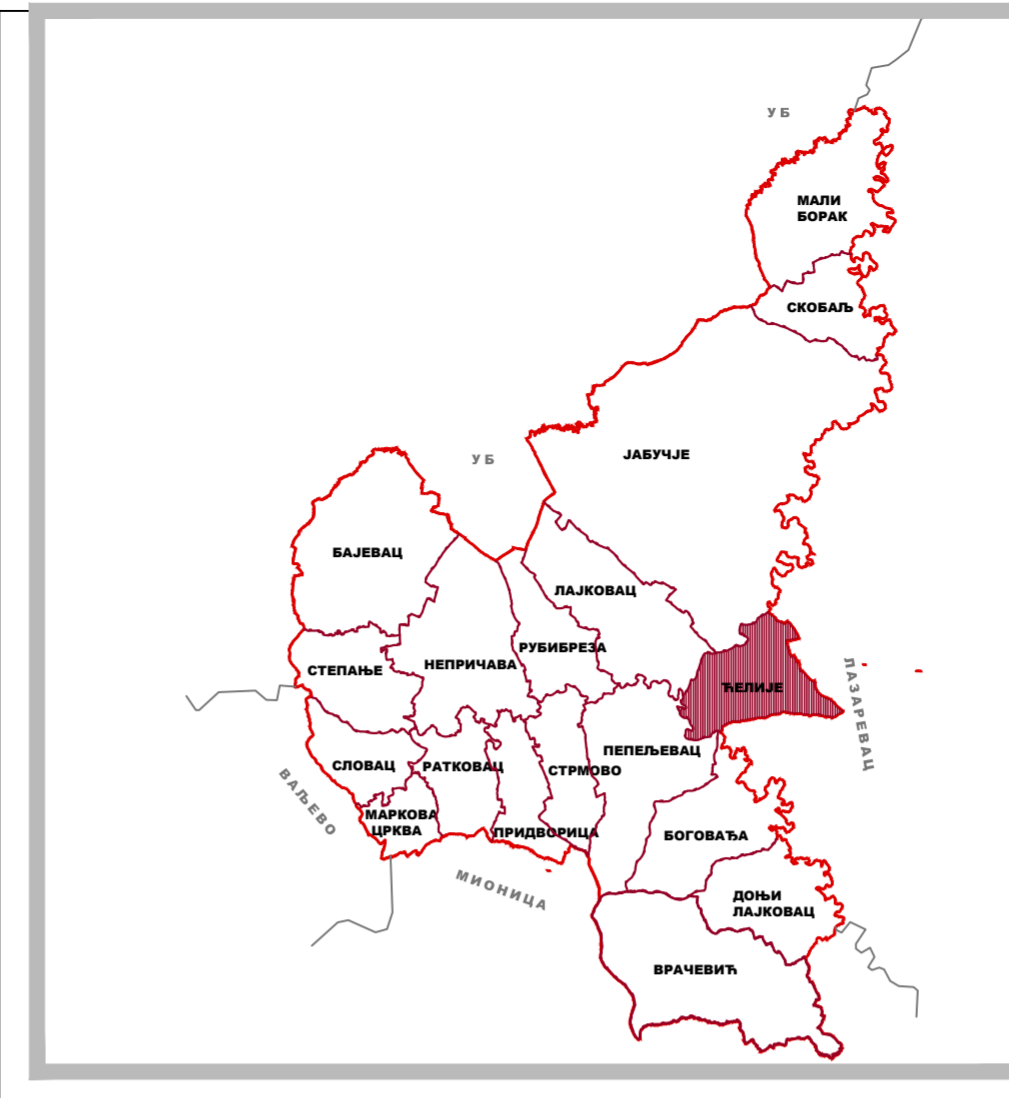 УБ
МАЛИ
БОРАК
СКОБАЉ
ЈАБУЧЈЕ
УБ
БАЈЕВАЦ
ЛАЈКОВАЦ
РУБИБРЕЗА
НЕПРИЧАВА
СТЕПАЊЕ
ЋЕЛИЈЕ
ЛАЗАРЕВАЦ
ПЕПЕЉЕВАЦ
СЛОВАЦ
РАТКОВАЦ
СТРМОВО
ВАЉЕВО
МАРКОВА
ЦРКВА
ПРИДВОРИЦА
БОГОВАЂА
МИОНИЦА
ДОЊИ
ЛАЈКОВАЦ
ВРАЧЕВИЋ